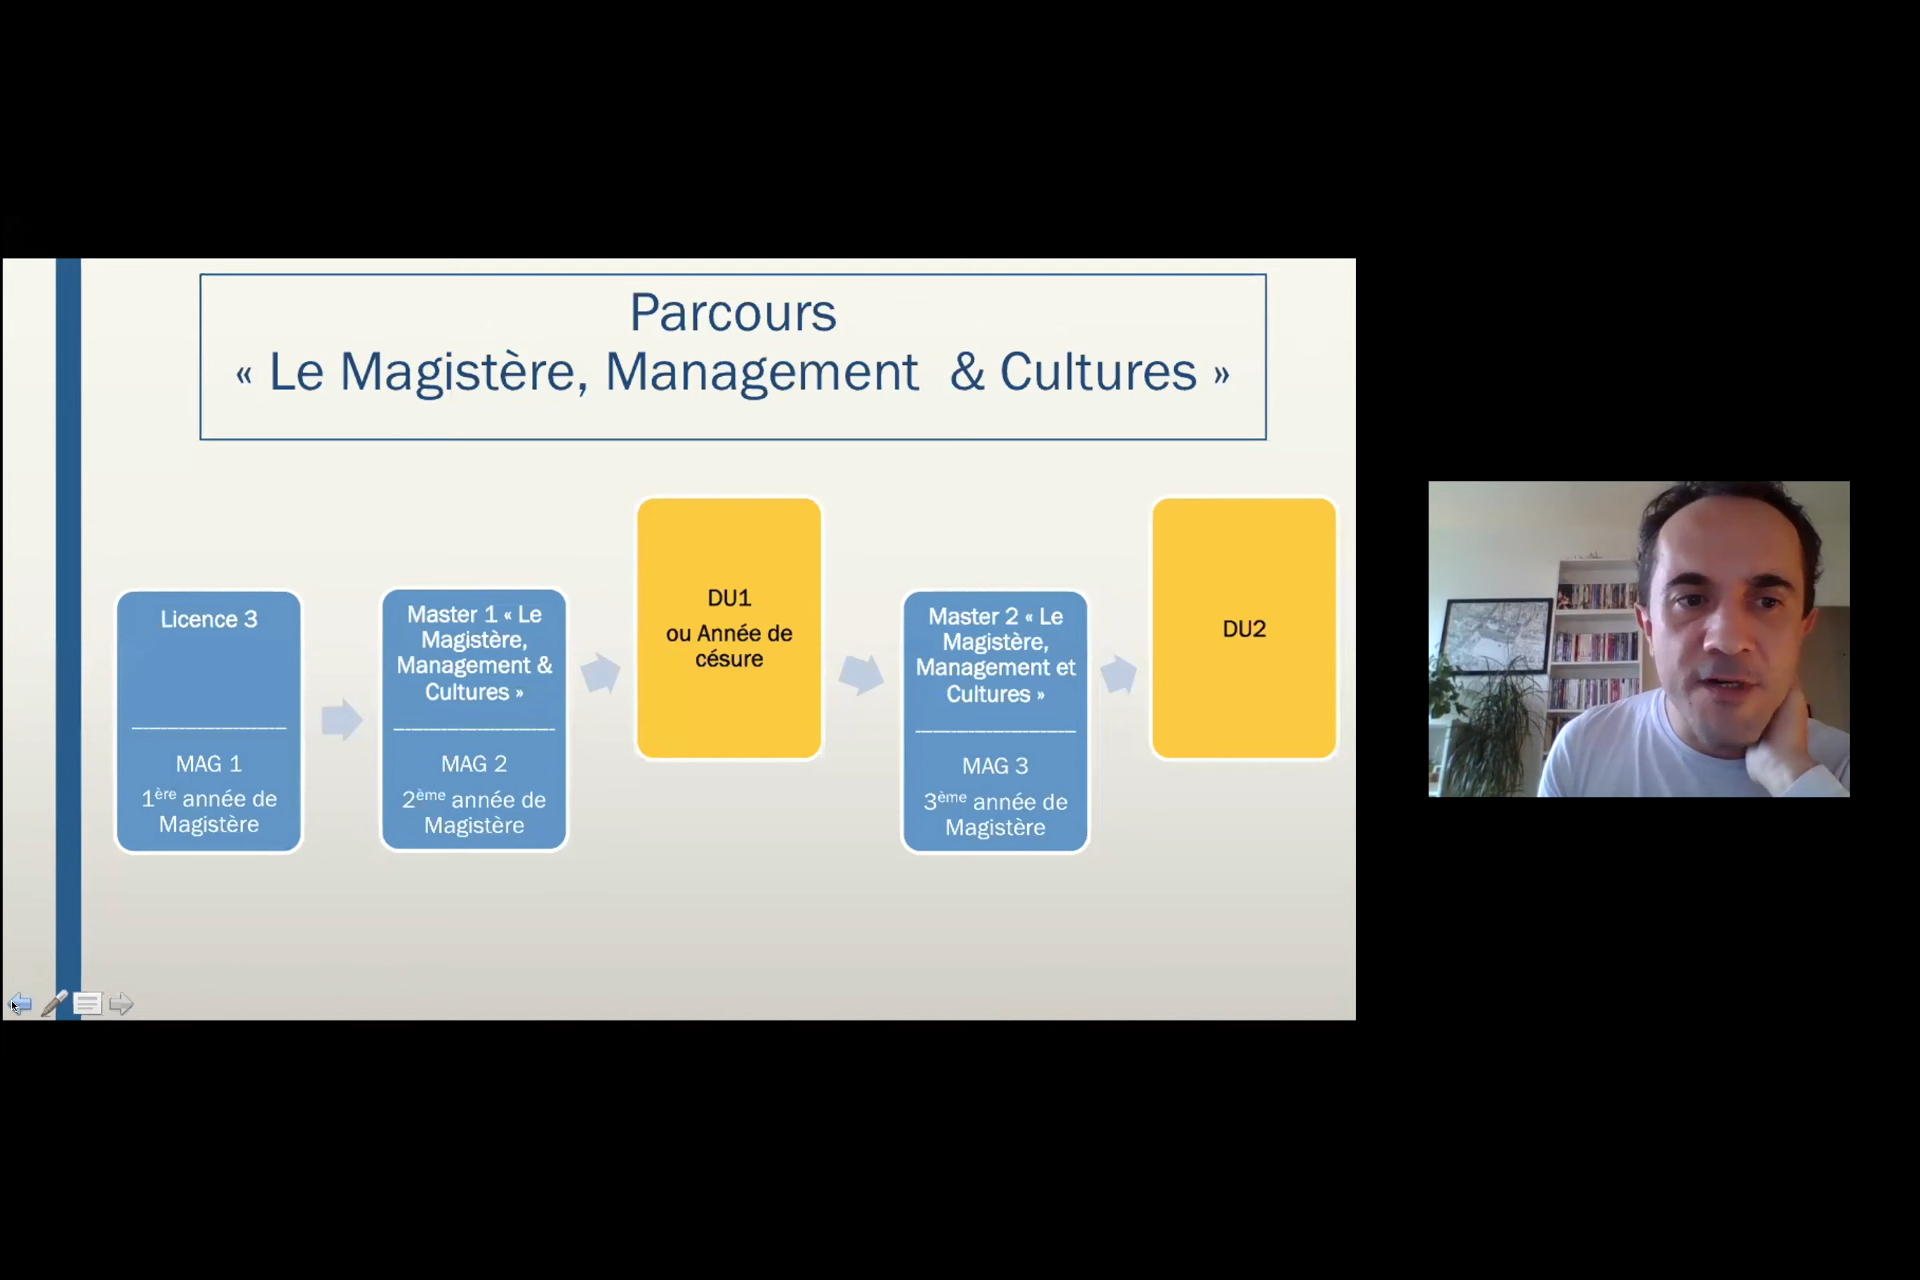 Parcours
« Le Magistère, Management & Cultures »
Licence 3
MAG 1
1ère année de
Magistère
Master 1 « Le
Magistère,
Management &
Cultures »
MAG 2
2ème année de
Magistère
DU1
ou Année de
césure
Master 2 « Le
Magistère,
Management et
Cultures »
MAG 3
3ème année de
Magistère
DU2